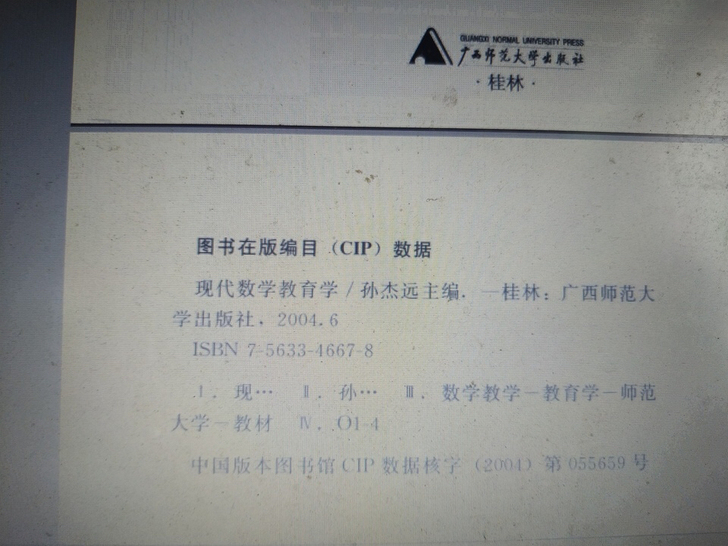 GUANGXI NORMAL UNIVERSITY PRESS
广西师范大学出版社
·桂林·
图书在版编目（CIP）数据
现代数学教育学/孙杰远主编.—桂林：广西师范大
学出版社，2004.6
ISBN 7-5633-4667-8
Ⅰ.现… Ⅱ.孙… Ⅲ.数学教学－教育学－师范
大学－教材 Ⅳ.O1-4
中国版本图书馆CIP数据核字（2004）第055659号